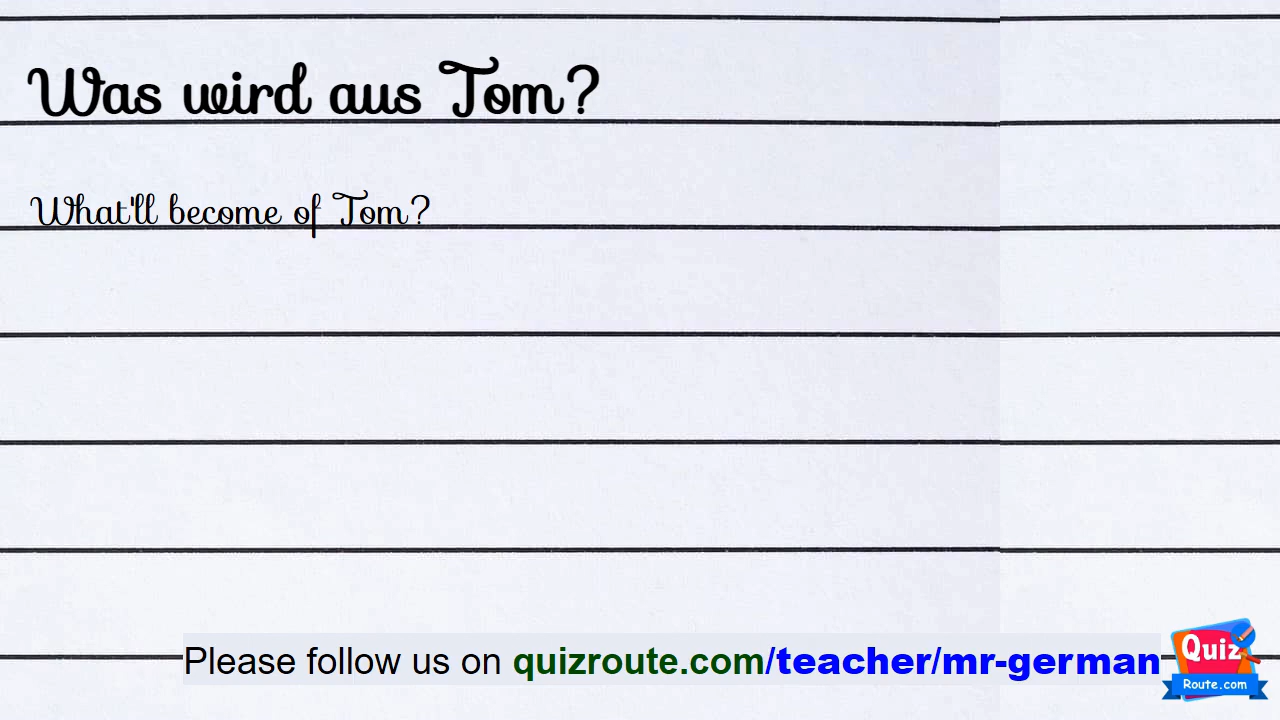 Was wird aus Tom?
What'll become of Tom?
Please follow us on quizroute.com/teacher/mr-german
Quiz
Route.com